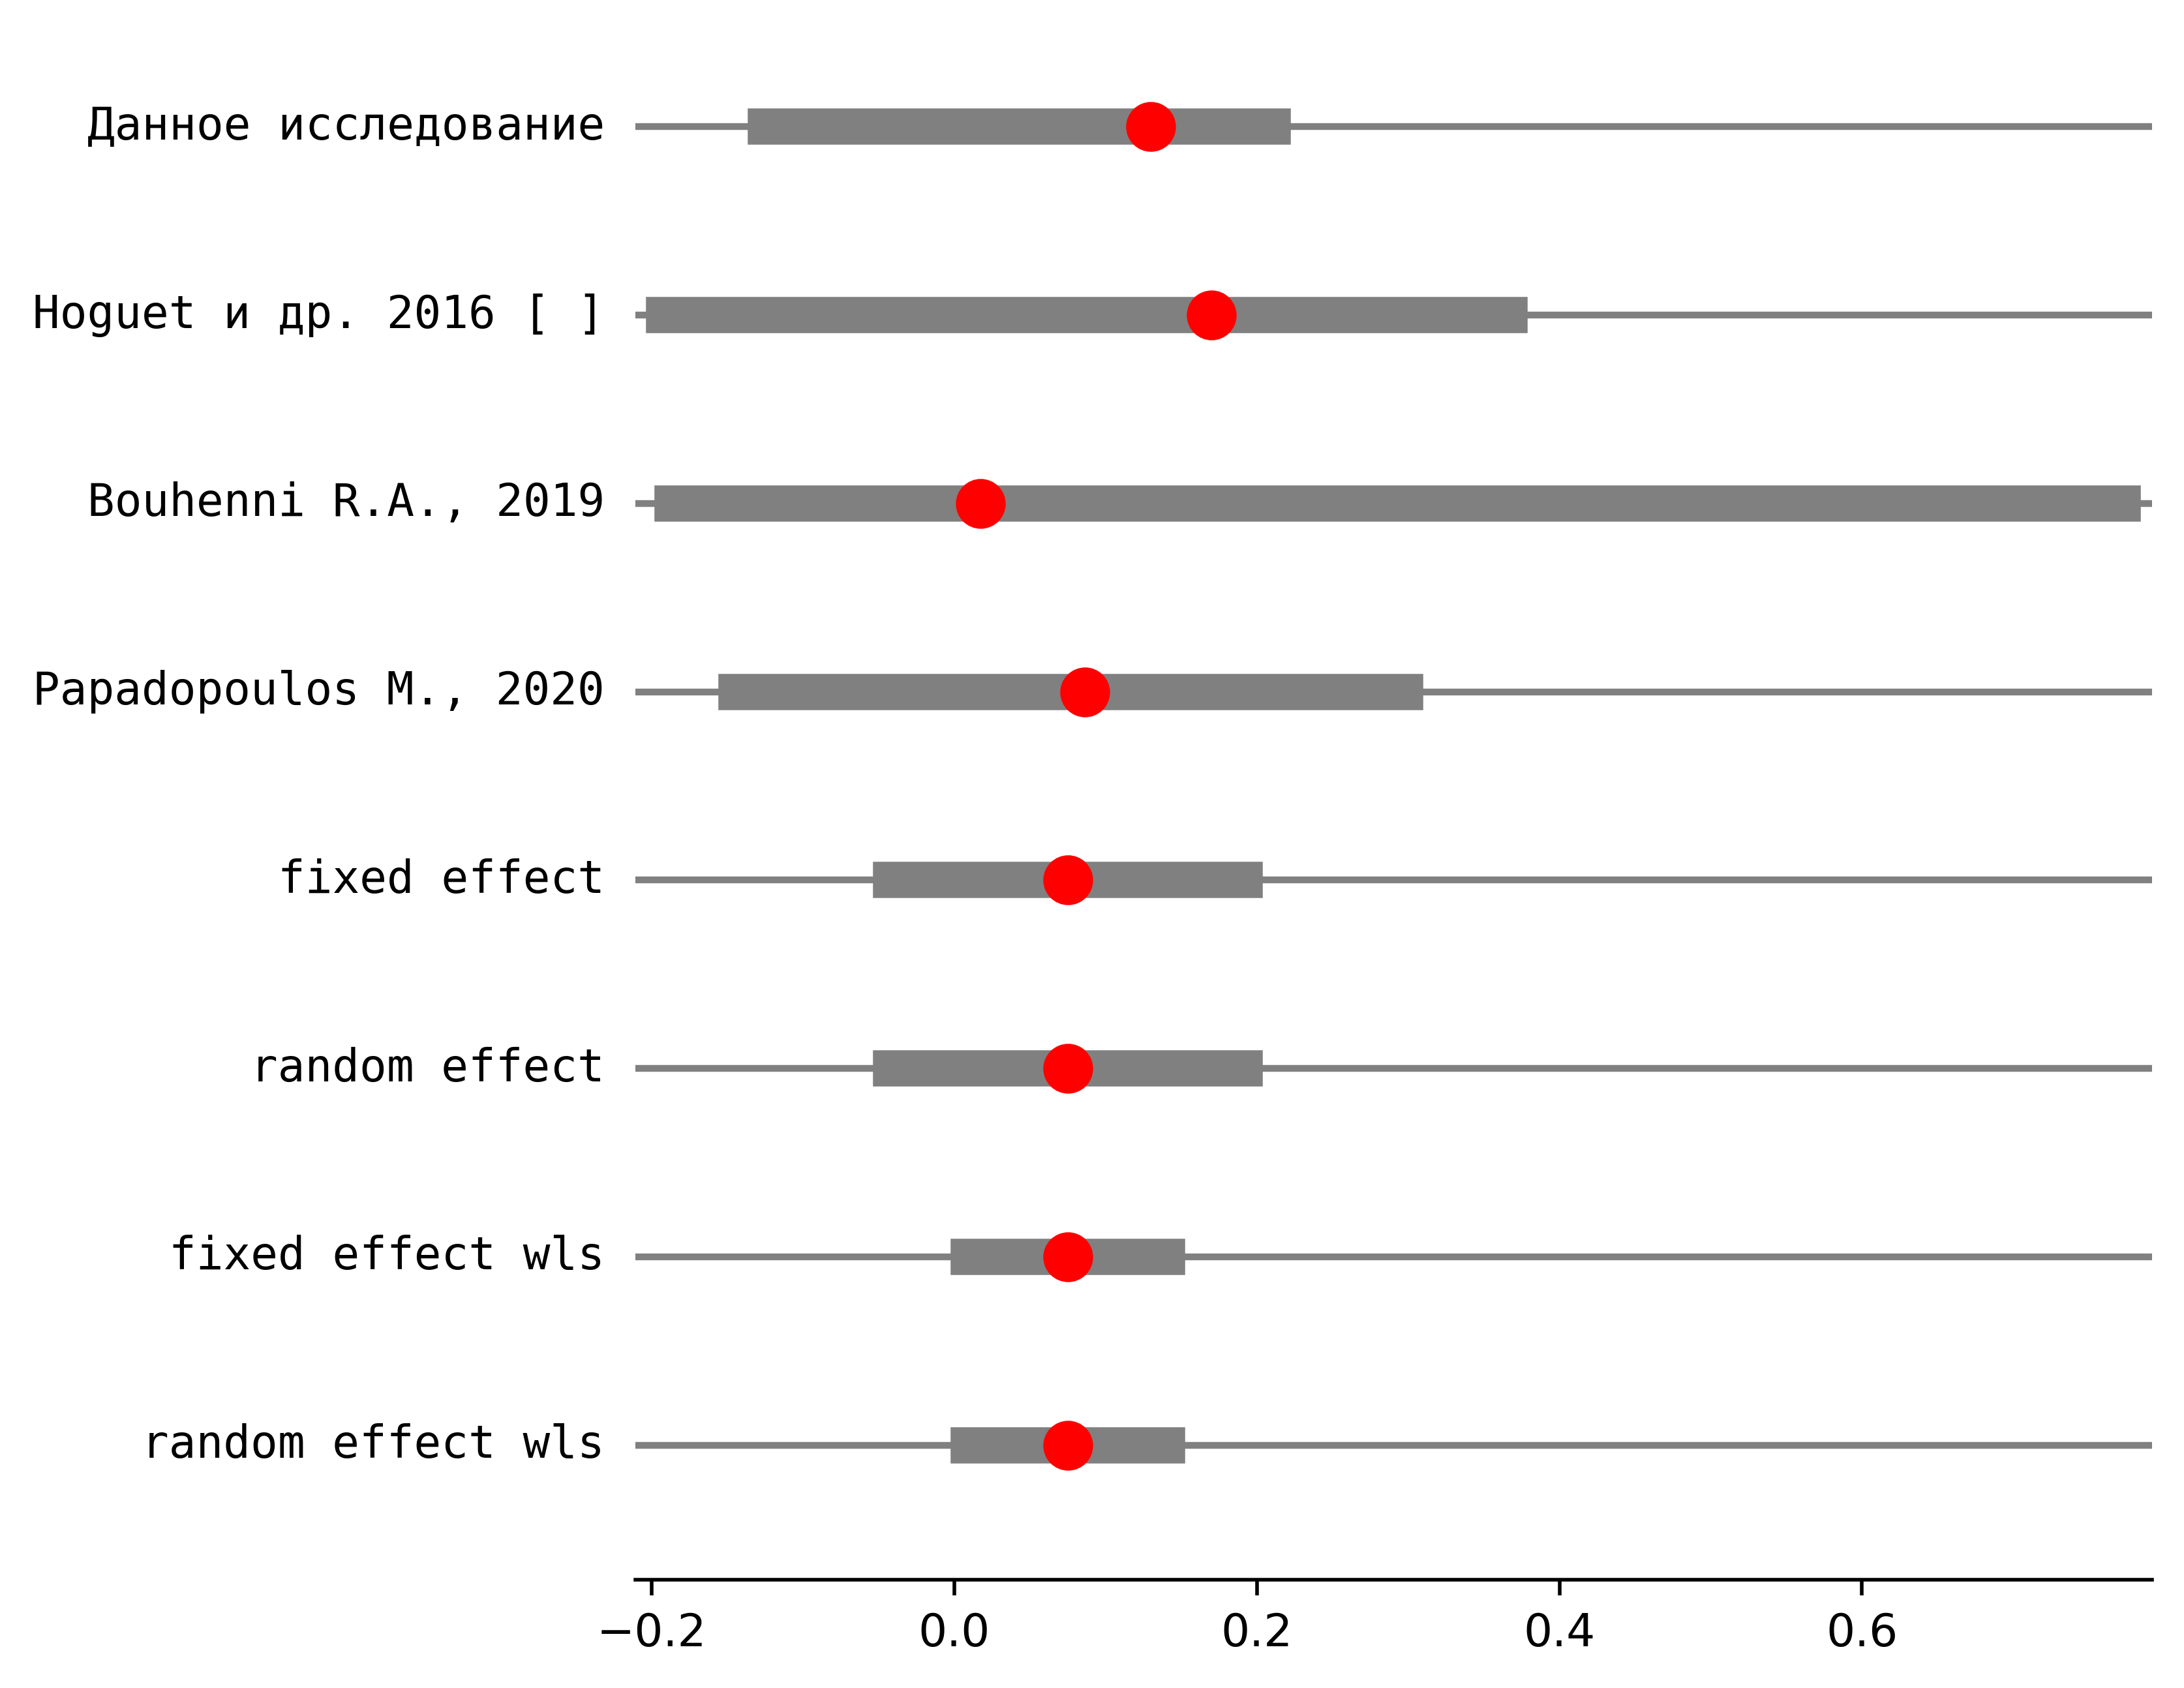 Данное исследование
Hoguet и др. 2016 [ ]
Bouhenni R.A., 2019
Papadopoulos M., 2020
fixed effect
random effect
fixed effect wls
random effect wls
−0.2 0.0 0.2 0.4 0.6